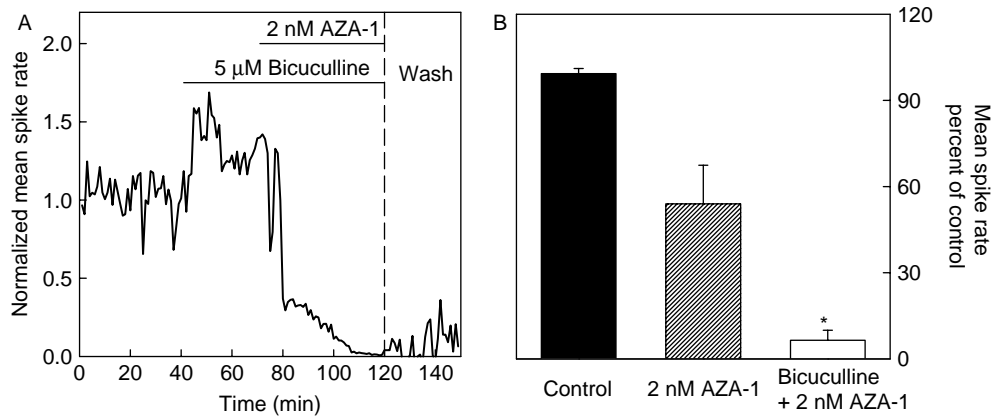 A
2 nM AZA-1
5 μM Bicuculline
Wash
Normalized mean spike rate
2.0
1.5
1.0
0.5
0.0
0 20 40 60 80 100 120 140
Time (min)
B
120
90
60
30
0
Mean spike rate
percent of control
*
Control
2 nM AZA-1
Bicuculline
+ 2 nM AZA-1